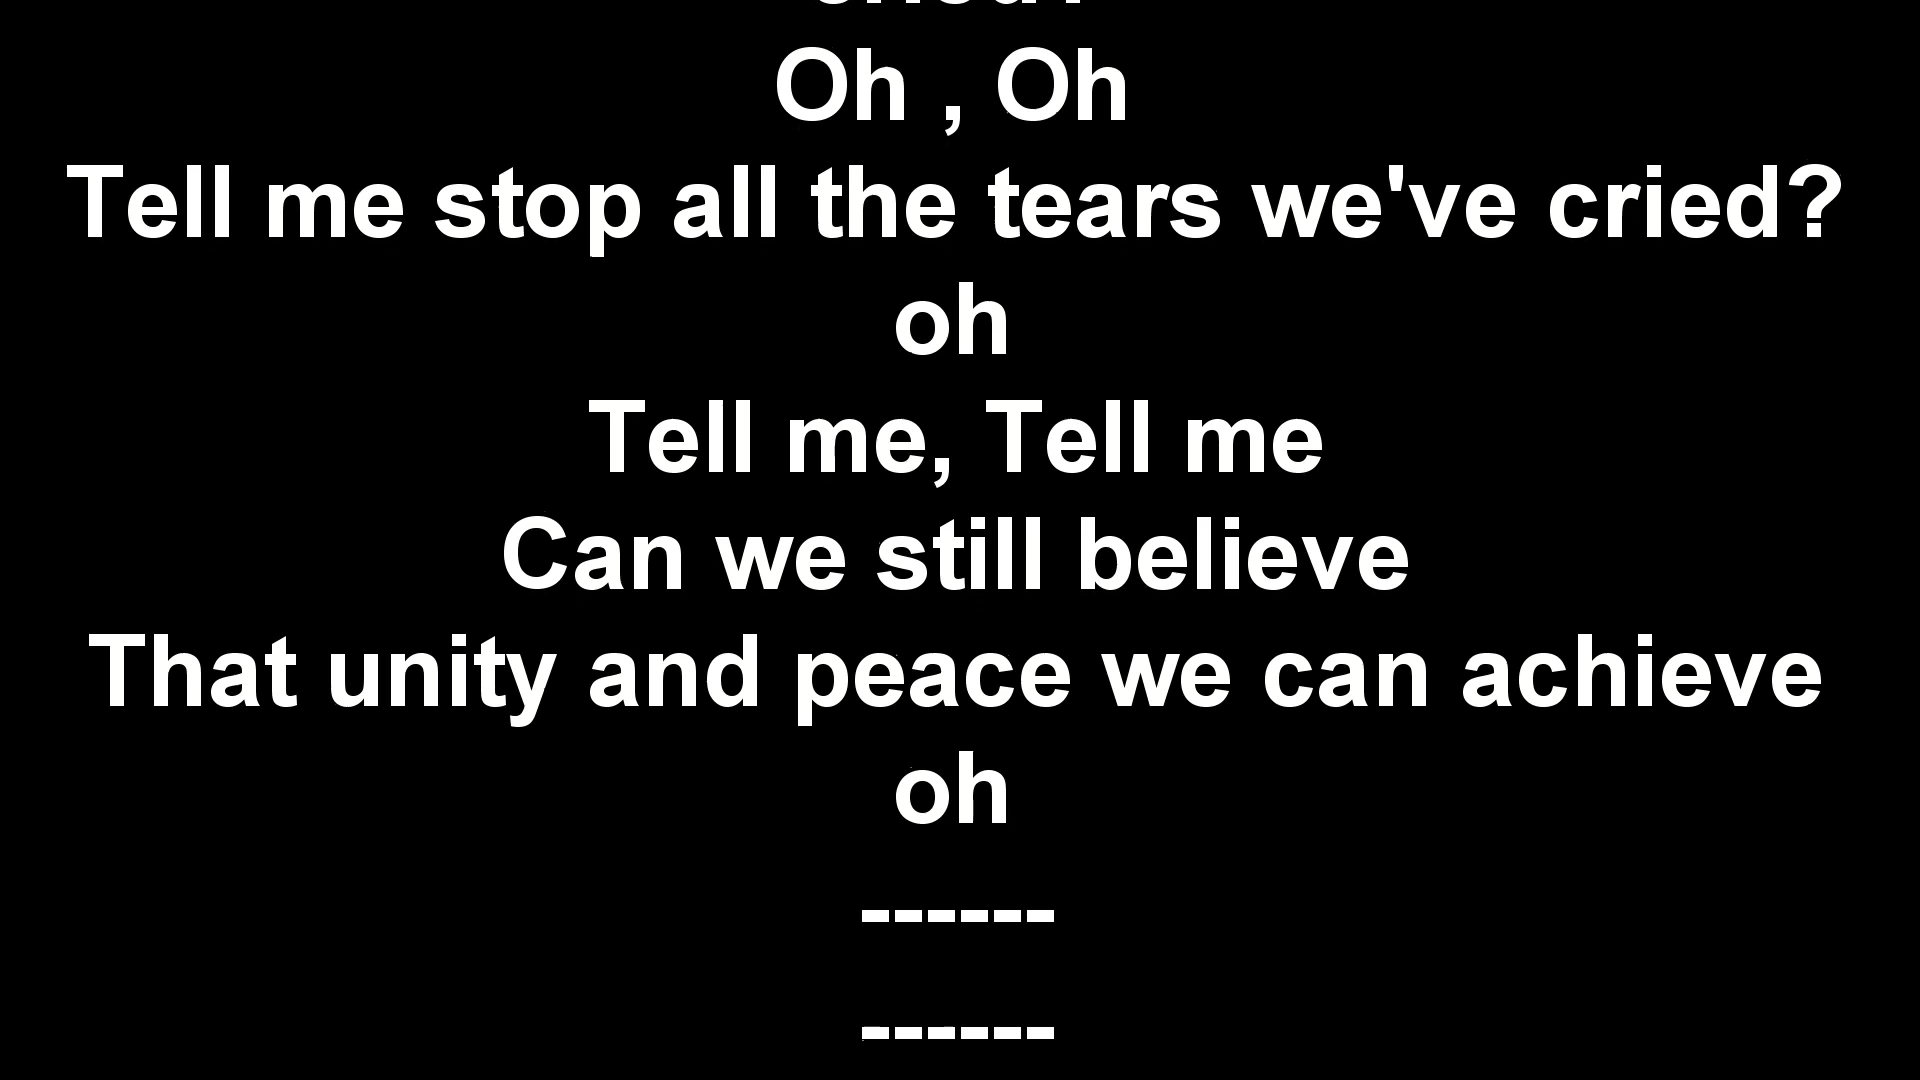 Oh , Oh
Tell me stop all the tears we've cried?
oh
Tell me, Tell me
Can we still believe
That unity and peace we can achieve
oh
------
------